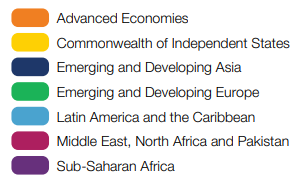 Advanced Economies
Commonwealth of Independent States
Emerging and Developing Asia
Emerging and Developing Europe
Latin America and the Caribbean
Middle East, North Africa and Pakistan
Sub-Saharan Africa